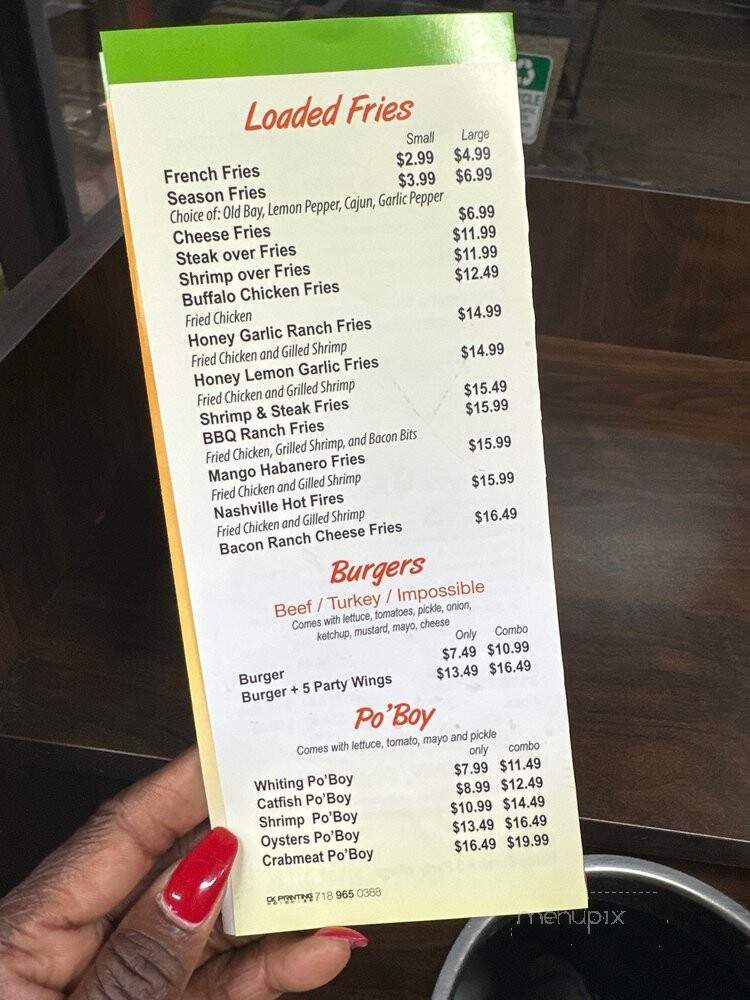 Loaded Fries
Small Large
French Fries $2.99 $4.99
Season Fries $3.99 $6.99
Choice of: Old Bay, Lemon Pepper, Cajun, Garlic Pepper
Cheese Fries $6.99
Steak over Fries $11.99
Shrimp over Fries $11.99
Buffalo Chicken Fries $12.49
Fried Chicken
Honey Garlic Ranch Fries $14.99
Fried Chicken and Gilled Shrimp
Honey Lemon Garlic Fries $14.99
Fried Chicken and Grilled Shrimp
Shrimp & Steak Fries $15.49
BBQ Ranch Fries $15.99
Fried Chicken, Grilled Shrimp, and Bacon Bits
Mango Habanero Fries $15.99
Fried Chicken and Gilled Shrimp
Nashville Hot Fires $15.99
Fried Chicken and Gilled Shrimp
Bacon Ranch Cheese Fries $16.49
Burgers
Beef / Turkey / Impossible
Comes with lettuce, tomatoes, pickle, onion,
ketchup, mustard, mayo, cheese
Only Combo
Burger $7.49 $10.99
Burger + 5 Party Wings $13.49 $16.49
Po'Boy
Comes with lettuce, tomato, mayo and pickle
only combo
Whiting Po'Boy $7.99 $11.49
Catfish Po'Boy $8.99 $12.49
Shrimp Po'Boy $10.99 $14.49
Oysters Po'Boy $13.49 $16.49
Crabmeat Po'Boy $16.49 $19.99
PRINTING 718 965 0388
menupix